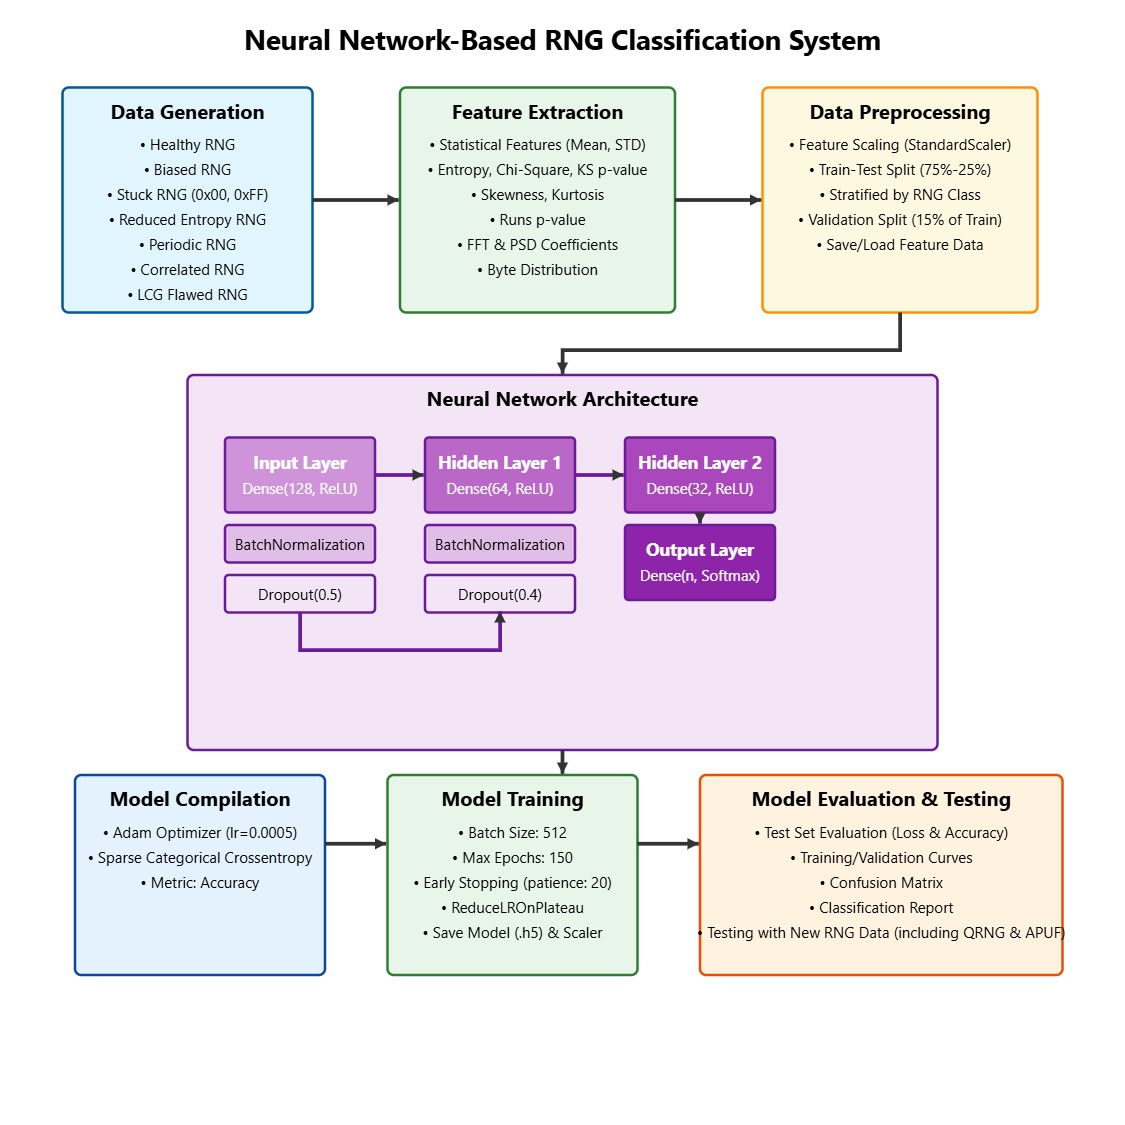 Neural Network-Based RNG Classification System
Data Generation
• Healthy RNG
• Biased RNG
• Stuck RNG (0x00, 0xFF)
• Reduced Entropy RNG
• Periodic RNG
• Correlated RNG
• LCG Flawed RNG
Feature Extraction
• Statistical Features (Mean, STD)
• Entropy, Chi-Square, KS p-value
• Skewness, Kurtosis
• Runs p-value
• FFT & PSD Coefficients
• Byte Distribution
Data Preprocessing
• Feature Scaling (StandardScaler)
• Train-Test Split (75%-25%)
• Stratified by RNG Class
• Validation Split (15% of Train)
• Save/Load Feature Data
Neural Network Architecture
Input Layer
Dense(128, ReLU)
BatchNormalization
Dropout(0.5)
Hidden Layer 1
Dense(64, ReLU)
BatchNormalization
Dropout(0.4)
Hidden Layer 2
Dense(32, ReLU)
Output Layer
Dense(n, Softmax)
Model Compilation
• Adam Optimizer (lr=0.0005)
• Sparse Categorical Crossentropy
• Metric: Accuracy
Model Training
• Batch Size: 512
• Max Epochs: 150
• Early Stopping (patience: 20)
• ReduceLROnPlateau
• Save Model (.h5) & Scaler
Model Evaluation & Testing
• Test Set Evaluation (Loss & Accuracy)
• Training/Validation Curves
• Confusion Matrix
• Classification Report
• Testing with New RNG Data (including QRNG & APUF)